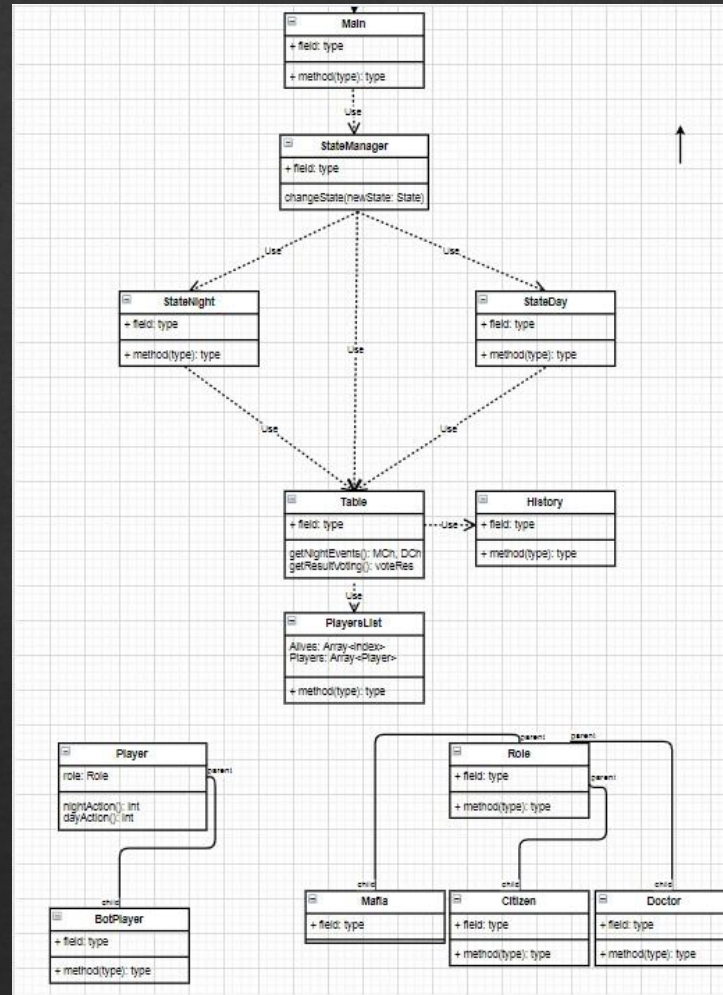 Main
+ field: type
+ method(type): type
Use
StateManager
+ field: type
changeState(newState: State)
Use
Use
StateNight
+ field: type
+ method(type): type
StateDay
+ field: type
+ method(type): type
Use
Use
Use
Table
+ field: type
getNightEvents(): MCh, DCh
getResultVoting(): voteRes
Use
History
+ field: type
+ method(type): type
Use
PlayersList
Alives: Array<Index>
Players: Array<Player>
+ method(type): type
Player
role: Role
nightAction(): int
dayAction(): int
parent
child
BotPlayer
+ field: type
+ method(type): type
parent
parent
Role
+ field: type
+ method(type): type
parent
child
child
child
Mafia
+ field: type
Citizen
+ field: type
+ method(type): type
Doctor
+ field: type
+ method(type): type